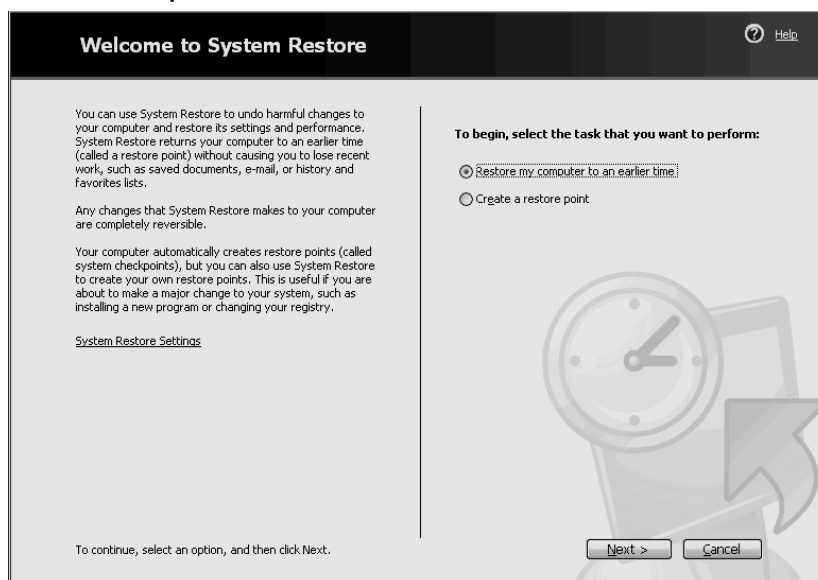 Welcome to System Restore
Help
You can use System Restore to undo harmful changes to
your computer and restore its settings and performance.
System Restore returns your computer to an earlier time
(called a restore point) without causing you to lose recent
work, such as saved documents, e-mail, or history and
favorites lists.
Any changes that System Restore makes to your computer
are completely reversible.
Your computer automatically creates restore points (called
system checkpoints), but you can also use System Restore
to create your own restore points. This is useful if you are
about to make a major change to your system, such as
installing a new program or changing your registry.
System Restore Settings
To begin, select the task that you want to perform:
Restore my computer to an earlier time
Create a restore point
To continue, select an option, and then click Next.
Next >
Cancel